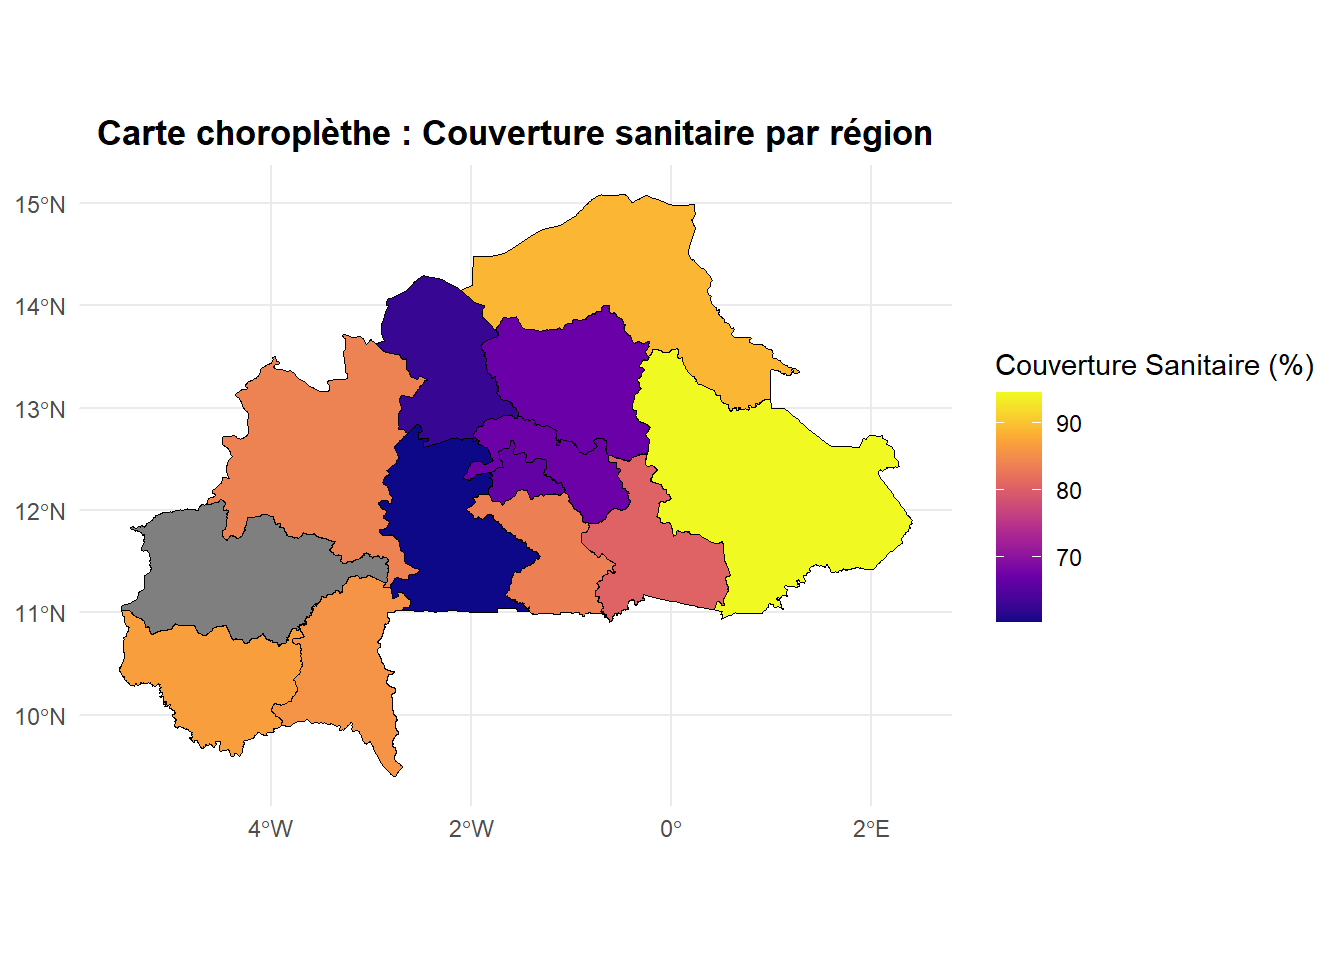 Carte choroplèthe : Couverture sanitaire par région
15°N
14°N
13°N
12°N
11°N
10°N
4°W
2°W
0°
2°E
Couverture Sanitaire (%)
90
80
70